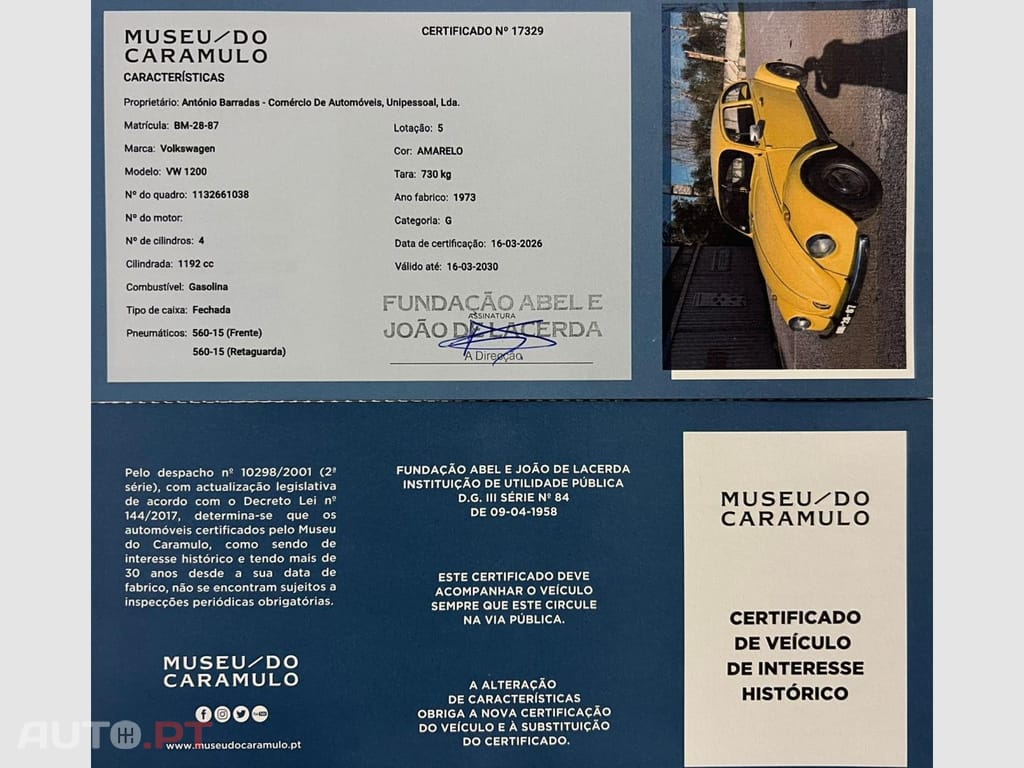 MUSEU DO
CARAMULO
CARACTERÍSTICAS
CERTIFICADO Nº 17329
Proprietário: António Barradas - Comércio De Automóveis, Unipessoal, Lda.
Matrícula: BM-28-87
Marca: Volkswagen
Modelo: VW 1200
Nº do quadro: 1132661038
Nº do motor:
Nº de cilindros: 4
Cilindrada: 1192 cc
Combustível: Gasolina
Tipo de caixa: Fechada
Pneumáticos: 560-15 (Frente)
560-15 (Retaguarda)
Lotação: 5
Cor: AMARELO
Tara: 730 kg
Ano fabrico: 1973
Categoria: G
Data de certificação: 16-03-2026
Válido até: 16-03-2030
FUNDAÇÃO ABEL E
ASSINATURA
JOÃO DE LACERDA
A Direcção
Pelo despacho nº 10298/2001 (2ª
série), com actualização legislativa
de acordo com o Decreto Lei nº
144/2017, determina-se que os
automóveis certificados pelo Museu
do Caramulo, como sendo de
interesse histórico e tendo mais de
30 anos desde a sua data de
fabrico, não se encontram sujeitos a
inspecções periódicas obrigatórias.
MUSEU DO
CARAMULO
www.museudocaramulo.pt
FUNDAÇÃO ABEL E JOÃO DE LACERDA
INSTITUIÇÃO DE UTILIDADE PÚBLICA
D.G. III SÉRIE Nº 84
DE 09-04-1958
ESTE CERTIFICADO DEVE
ACOMPANHAR O VEÍCULO
SEMPRE QUE ESTE CIRCULE
NA VIA PÚBLICA.
A ALTERAÇÃO
DE CARACTERÍSTICAS
OBRIGA A NOVA CERTIFICAÇÃO
DO VEÍCULO E À SUBSTITUIÇÃO
DO CERTIFICADO.
MUSEU DO
CARAMULO
CERTIFICADO
DE VEÍCULO
DE INTERESSE
HISTÓRICO
AUTO.PT